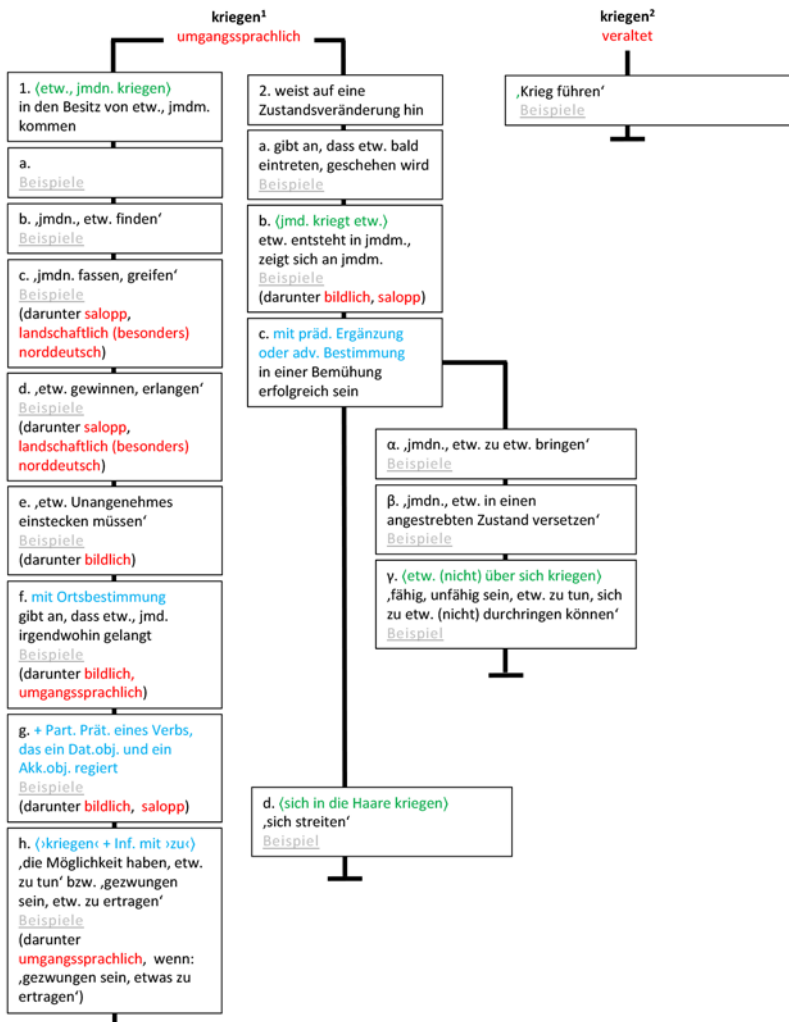 kriegen¹
umgangssprachlich
1. ⟨etw., jmdn. kriegen⟩
in den Besitz von etw., jmdm.
kommen
a.
Beispiele
b. ‚jmdn., etw. finden‘
Beispiele
c. ‚jmdn. fassen, greifen‘
Beispiele
(darunter salopp,
landschaftlich (besonders)
norddeutsch)
d. ‚etw. gewinnen, erlangen‘
Beispiele
(darunter salopp,
landschaftlich (besonders)
norddeutsch)
e. ‚etw. Unangenehmes
einstecken müssen‘
Beispiele
(darunter bildlich)
f. mit Ortsbestimmung
gibt an, dass etw., jmd.
irgendwohin gelangt
Beispiele
(darunter bildlich,
umgangssprachlich)
g. + Part. Prät. eines Verbs,
das ein Dat.obj. und ein
Akk.obj. regiert
Beispiele
(darunter bildlich, salopp)
h. ⟨›kriegen‹ + Inf. mit ›zu‹⟩
‚die Möglichkeit haben, etw.
zu tun‘ bzw. ‚gezwungen
sein, etw. zu ertragen‘
Beispiele
(darunter
umgangssprachlich, wenn:
‚gezwungen sein, etwas zu
ertragen‘)
2. weist auf eine
Zustandsveränderung hin
a. gibt an, dass etw. bald
eintreten, geschehen wird
Beispiele
b. ⟨jmd. kriegt etw.⟩
etw. entsteht in jmdm.,
zeigt sich an jmdm.
Beispiele
(darunter bildlich, salopp)
c. mit präd. Ergänzung
oder adv. Bestimmung
in einer Bemühung
erfolgreich sein
α. ‚jmdn., etw. zu etw. bringen‘
Beispiele
β. ‚jmdn., etw. in einen
angestrebten Zustand versetzen‘
Beispiele
γ. ⟨etw. (nicht) über sich kriegen⟩
‚fähig, unfähig sein, etw. zu tun, sich
zu etw. (nicht) durchringen können‘
Beispiel
d. ⟨sich in die Haare kriegen⟩
‚sich streiten‘
Beispiel
kriegen²
veraltet
‚Krieg führen‘
Beispiele